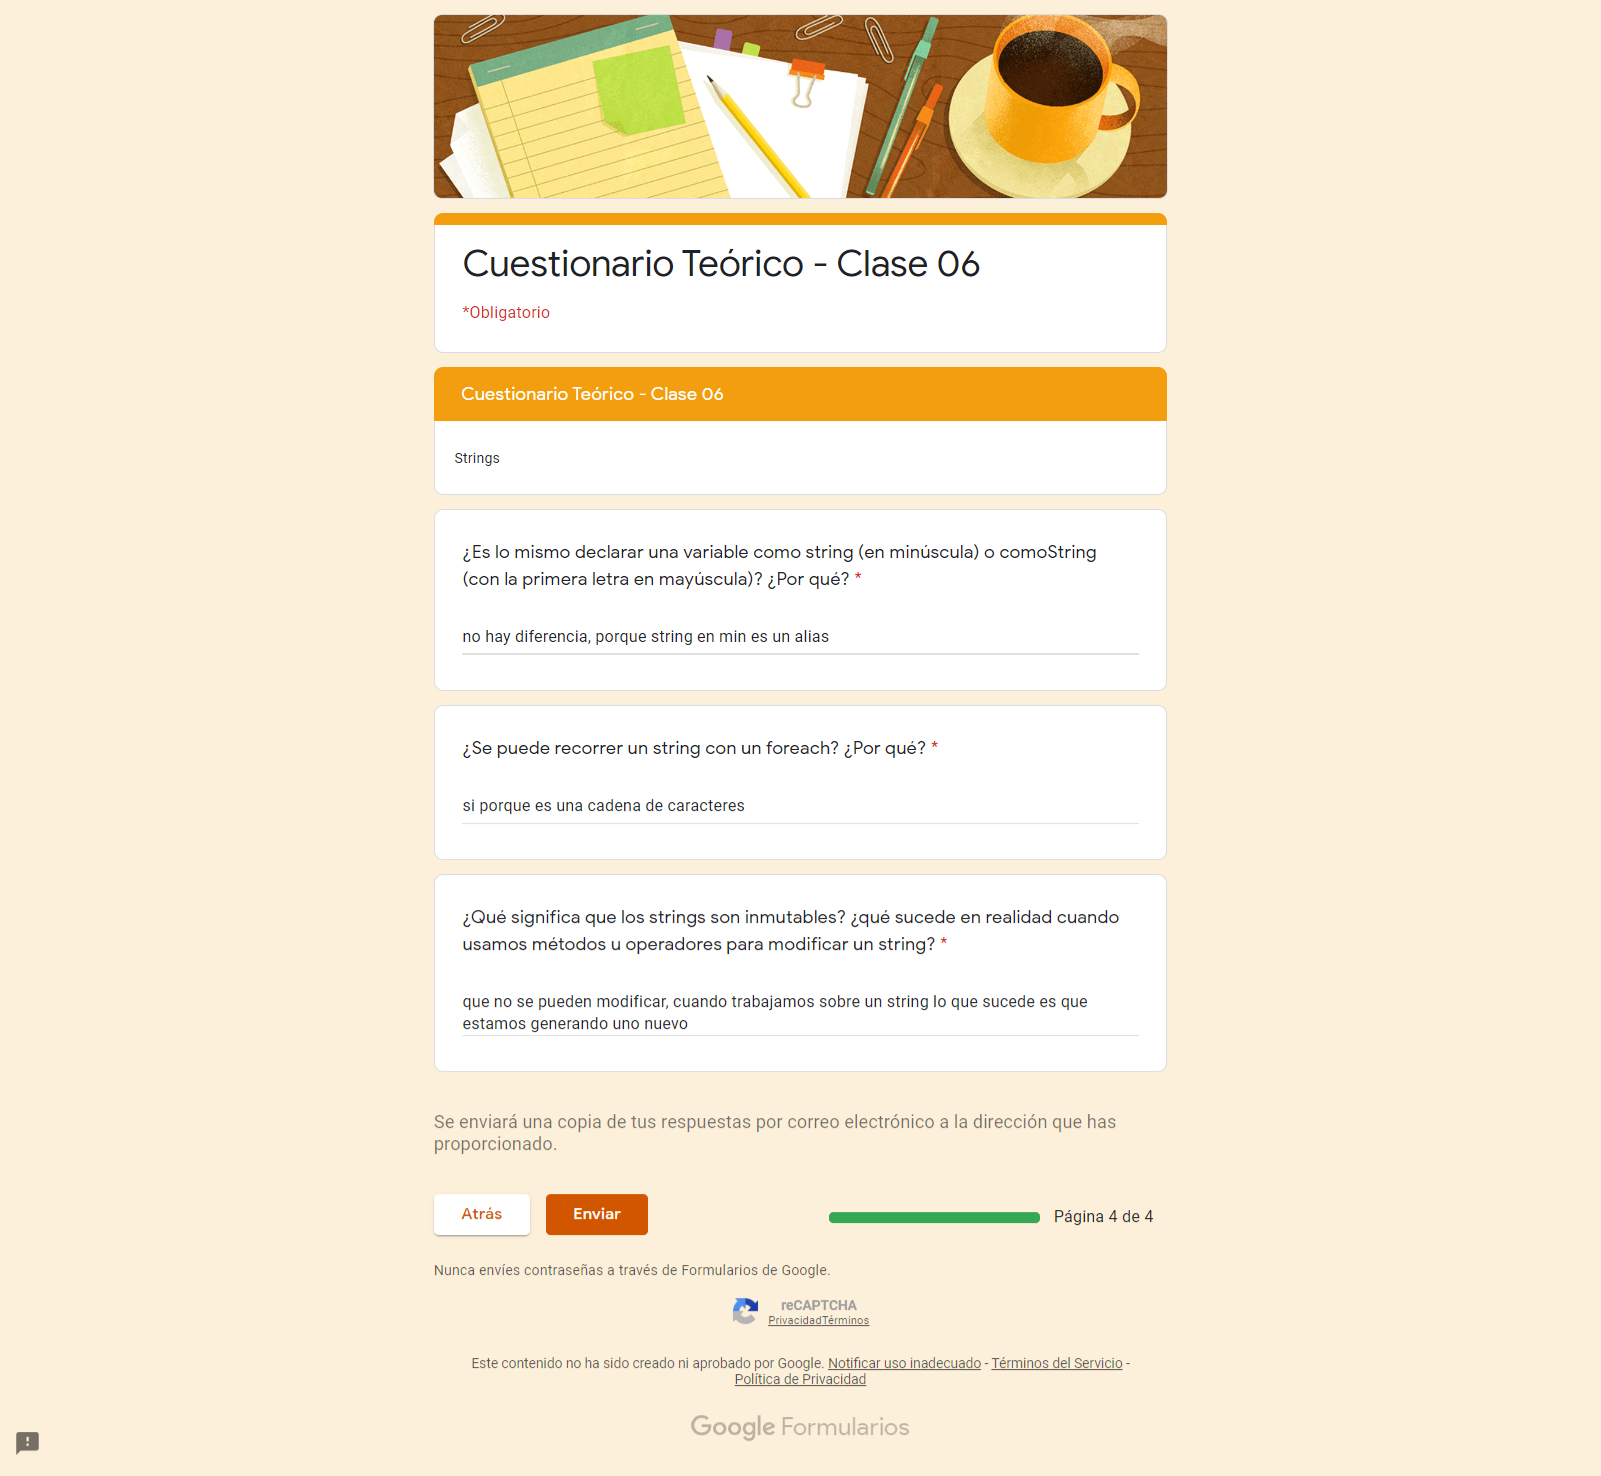 Cuestionario Teórico - Clase 06
*Obligatorio
Cuestionario Teórico - Clase 06
Strings
¿Es lo mismo declarar una variable como string (en minúscula) o comoString
(con la primera letra en mayúscula)? ¿Por qué? *
no hay diferencia, porque string en min es un alias
¿Se puede recorrer un string con un foreach? ¿Por qué? *
si porque es una cadena de caracteres
¿Qué significa que los strings son inmutables? ¿qué sucede en realidad cuando
usamos métodos u operadores para modificar un string? *
que no se pueden modificar, cuando trabajamos sobre un string lo que sucede es que
estamos generando uno nuevo
Se enviará una copia de tus respuestas por correo electrónico a la dirección que has
proporcionado.
Atrás
Enviar
Página 4 de 4
Nunca envíes contraseñas a través de Formularios de Google.
reCAPTCHA
PrivacidadTérminos
Este contenido no ha sido creado ni aprobado por Google. Notificar uso inadecuado - Términos del Servicio -
Política de Privacidad
Google Formularios